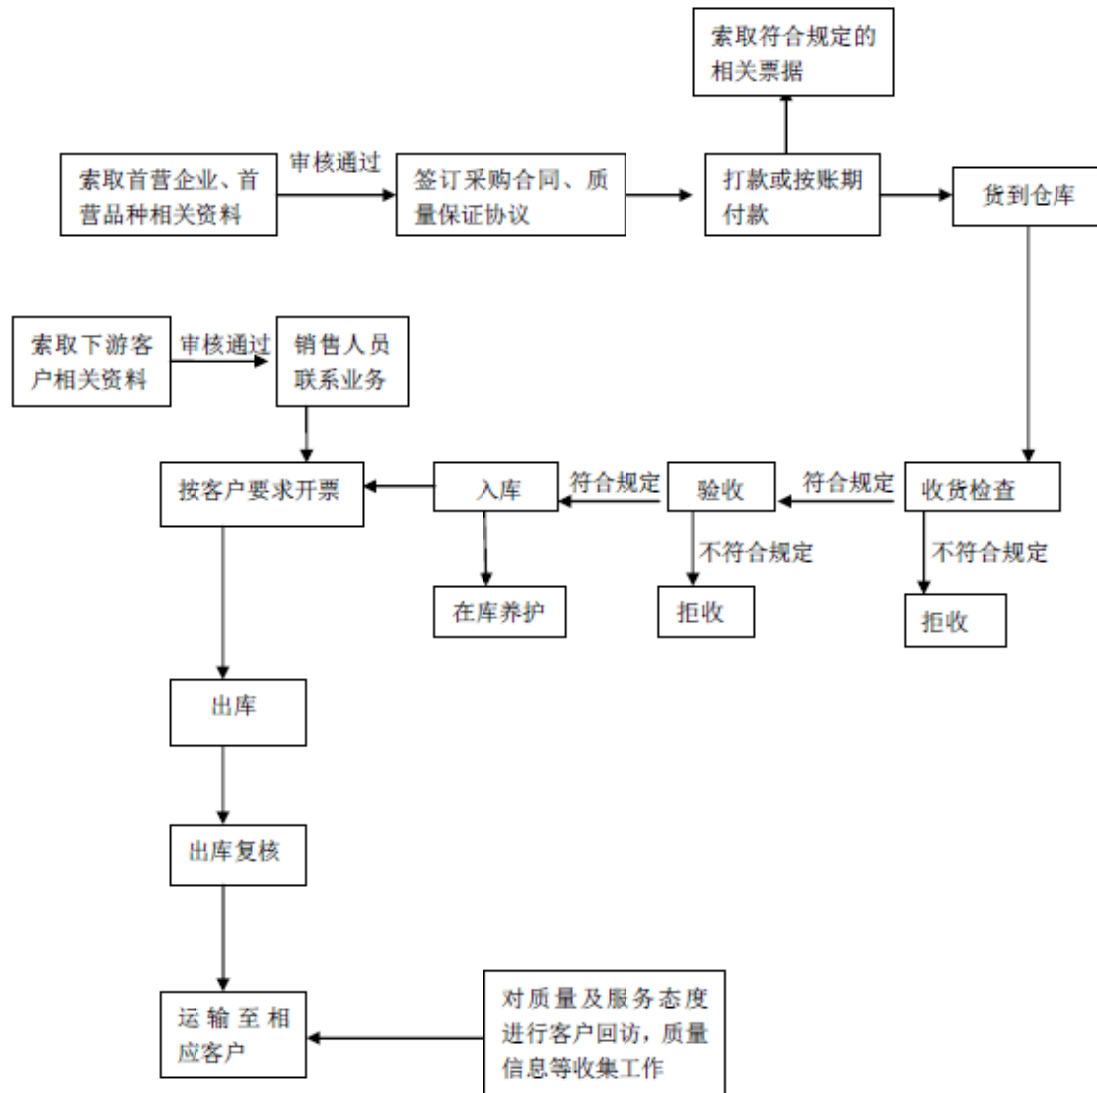 索取符合规定的
相关票据
审核通过
索取首营企业、首
营品种相关资料
签订采购合同、质
量保证协议
打款或按账期
付款
货到仓库
索取下游客
户相关资料
审核通过
销售人员
联系业务
按客户要求开票
入库
符合规定
验收
符合规定
收货检查
不符合规定
不符合规定
在库养护
拒收
拒收
出库
出库复核
运输至相
应客户
对质量及服务态度
进行客户回访，质量
信息等收集工作